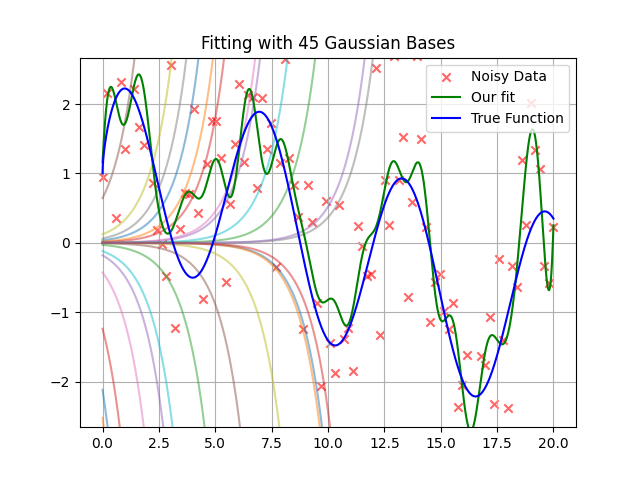 Fitting with 45 Gaussian Bases
Noisy Data
Our fit
True Function
2
1
0
−1
−2
0.0 2.5 5.0 7.5 10.0 12.5 15.0 17.5 20.0